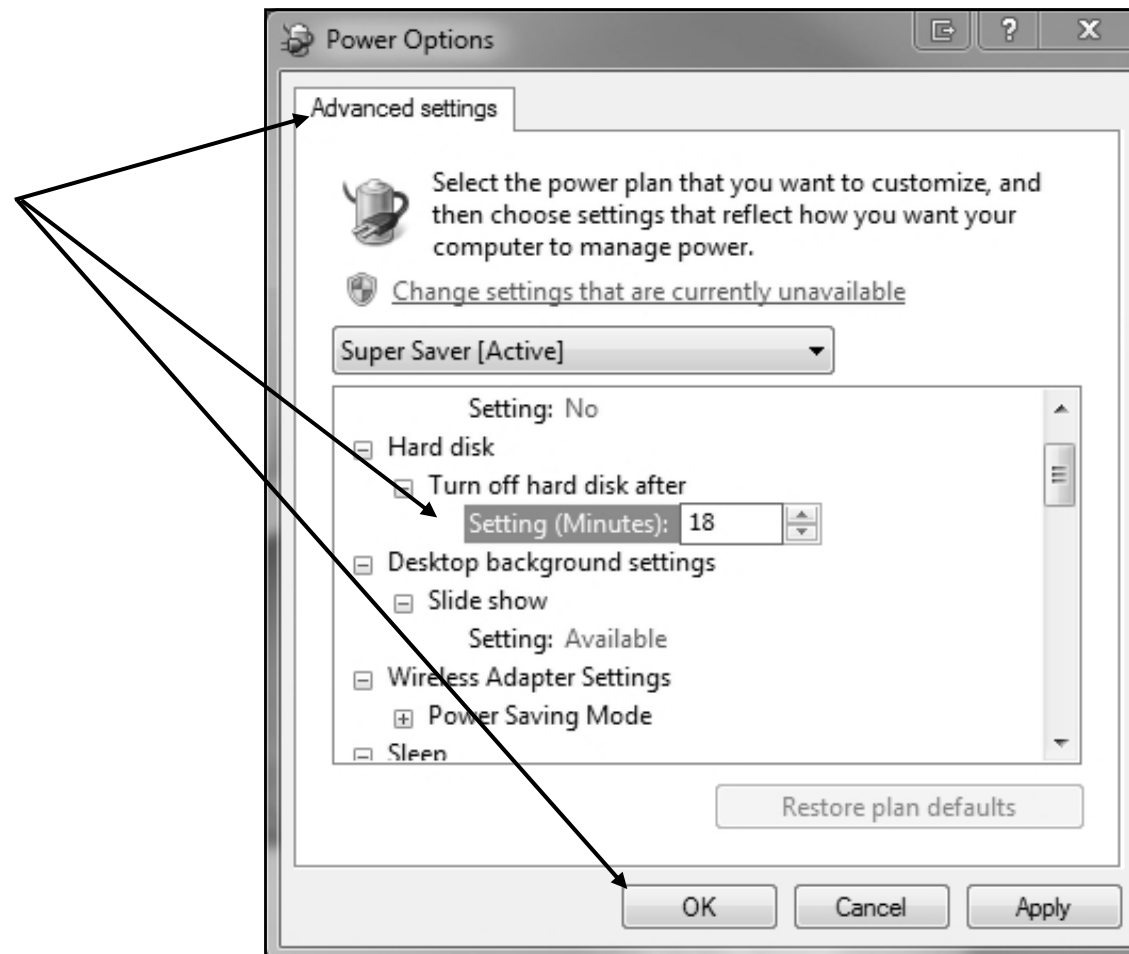 Power Options
Advanced settings
Select the power plan that you want to customize, and
then choose settings that reflect how you want your
computer to manage power.
Change settings that are currently unavailable
Super Saver [Active]
Setting: No
Hard disk
Turn off hard disk after
Setting (Minutes): 18
Desktop background settings
Slide show
Setting: Available
Wireless Adapter Settings
Power Saving Mode
Sleep
Restore plan defaults
OK Cancel Apply